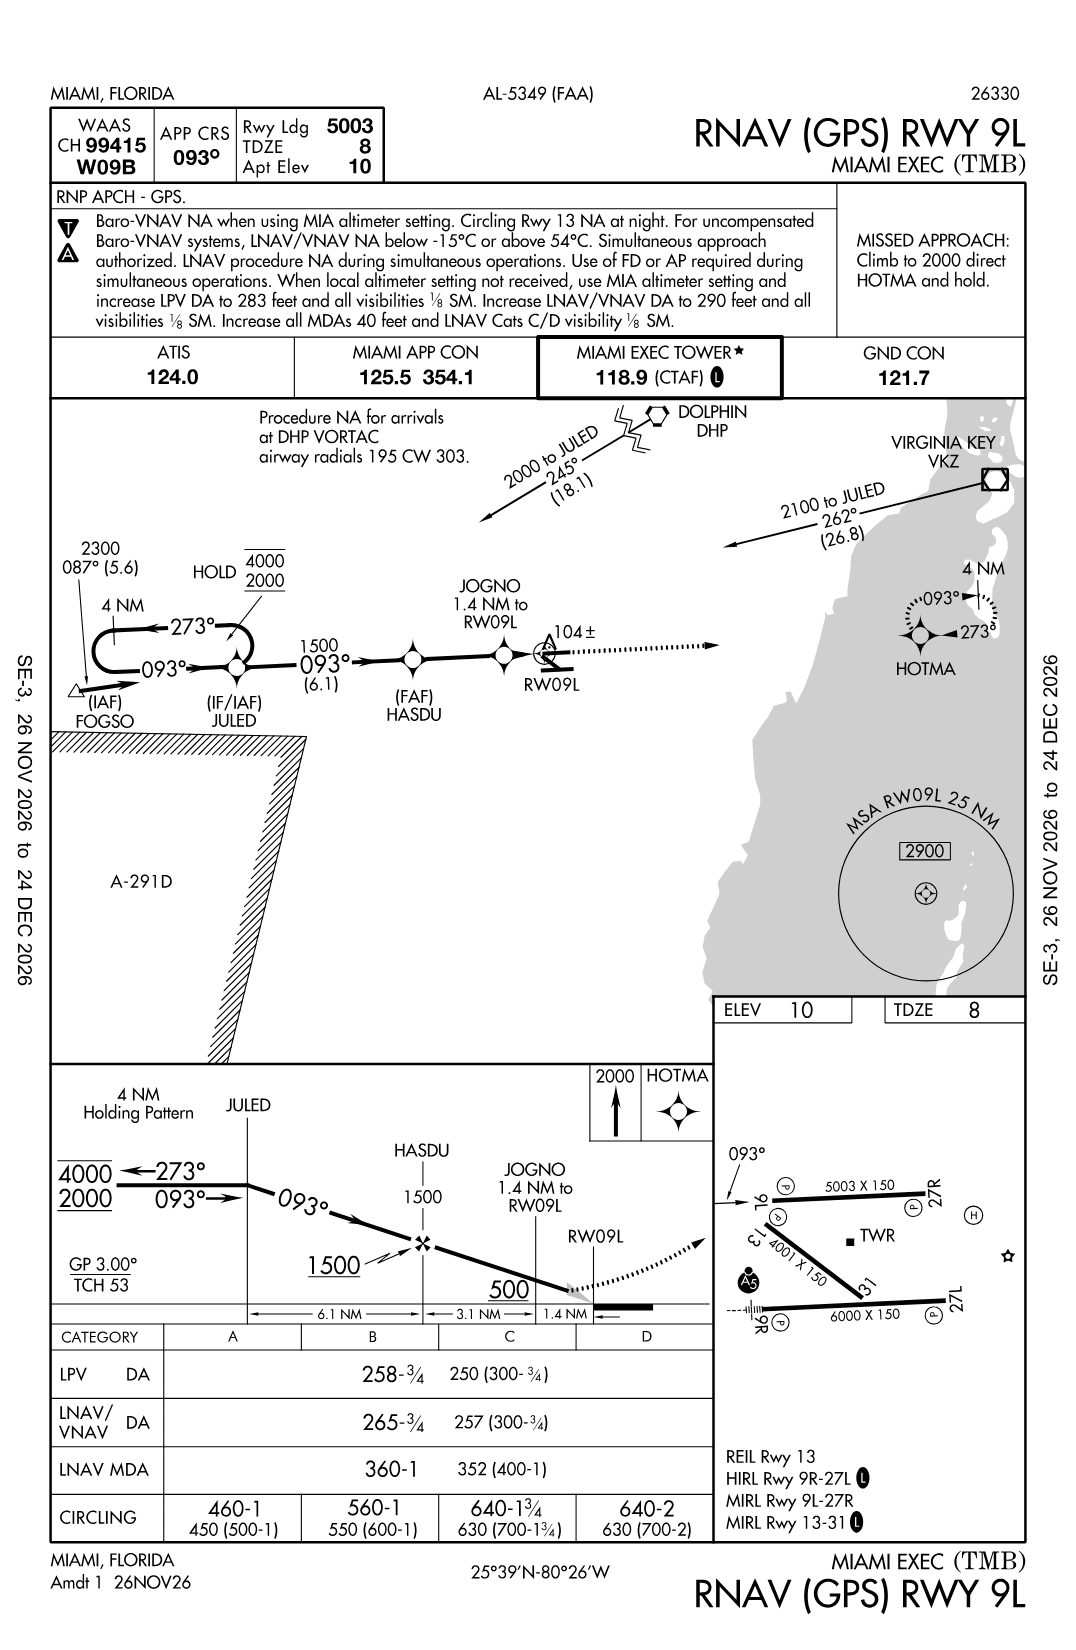 MIAMI, FLORIDA
AL-5349 (FAA)
26330
WAAS
CH 99415
W09B
APP CRS
093°
Rwy Ldg 5003
TDZE 8
Apt Elev 10
RNAV (GPS) RWY 9L
MIAMI EXEC (TMB)
RNP APCH - GPS.
T
A
Baro-VNAV NA when using MIA altimeter setting. Circling Rwy 13 NA at night. For uncompensated
Baro-VNAV systems, LNAV/VNAV NA below -15°C or above 54°C. Simultaneous approach
authorized. LNAV procedure NA during simultaneous operations. Use of FD or AP required during
simultaneous operations. When local altimeter setting not received, use MIA altimeter setting and
increase LPV DA to 283 feet and all visibilities 1/8 SM. Increase LNAV/VNAV DA to 290 feet and all
visibilities 1/8 SM. Increase all MDAs 40 feet and LNAV Cats C/D visibility 1/8 SM.
MISSED APPROACH:
Climb to 2000 direct
HOTMA and hold.
ATIS
124.0
MIAMI APP CON
125.5 354.1
MIAMI EXEC TOWER★
118.9 (CTAF) L
GND CON
121.7
Procedure NA for arrivals
at DHP VORTAC
airway radials 195 CW 303.
DOLPHIN
DHP
2000 to JULED
245°
(18.1)
VIRGINIA KEY
VKZ
2100 to JULED
262°
(26.8)
2300
087° (5.6)
HOLD
4000
2000
4 NM
273°
093°
(IAF)
FOGSO
(IF/IAF)
JULED
1500
093°
(6.1)
(FAF)
HASDU
JOGNO
1.4 NM to
RW09L
104±
RW09L
4 NM
093°
273°
HOTMA
A-291D
MSA RW09L 25 NM
2900
SE-3, 26 NOV 2026 to 24 DEC 2026
SE-3, 26 NOV 2026 to 24 DEC 2026
ELEV 10
TDZE 8
4 NM
Holding Pattern
JULED
4000
2000
273°
093°
093°
HASDU
1500
1500
JOGNO
1.4 NM to
RW09L
500
RW09L
2000
HOTMA
GP 3.00°
TCH 53
6.1 NM
3.1 NM
1.4 NM
093°
9L
P
5003 X 150
P
27R
H
P
13
4001 X 150
31
TWR
A5
9R
P
6000 X 150
P
27L
REIL Rwy 13
HIRL Rwy 9R-27L L
MIRL Rwy 9L-27R
MIRL Rwy 13-31 L
CATEGORY A B C D
LPV DA 258-3/4 250 (300-3/4)
LNAV/
VNAV DA 265-3/4 257 (300-3/4)
LNAV MDA 360-1 352 (400-1)
CIRCLING
460-1 560-1 640-1 3/4 640-2
450 (500-1) 550 (600-1) 630 (700-1 3/4) 630 (700-2)
MIAMI, FLORIDA
Amdt 1 26NOV26
25°39'N-80°26'W
MIAMI EXEC (TMB)
RNAV (GPS) RWY 9L